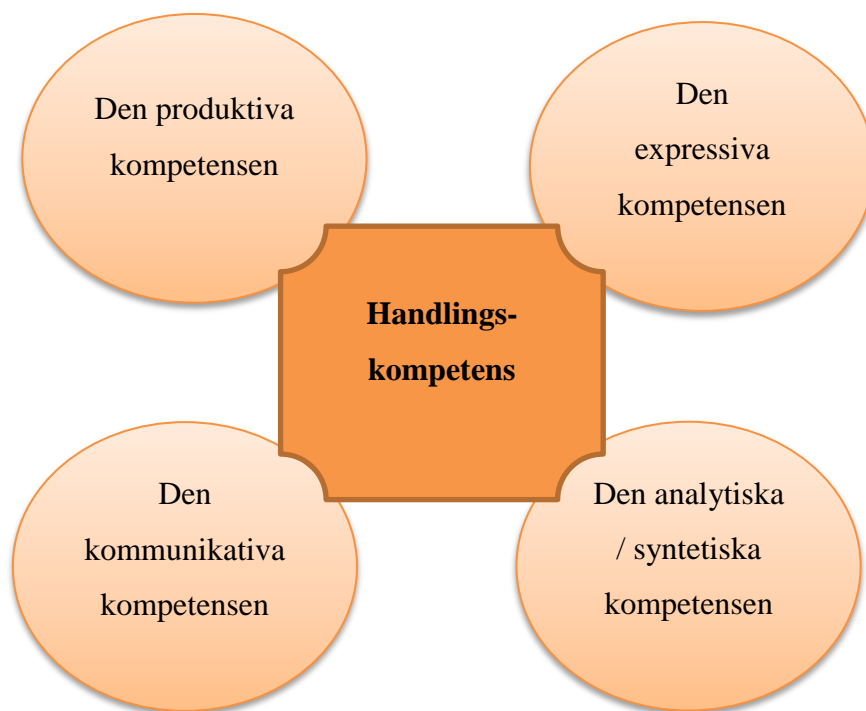 Den produktiva
kompetensen
Den
expressiva
kompetensen
Handlings-
kompetens
Den
kommunikativa
kompetensen
Den analytiska
/ syntetiska
kompetensen